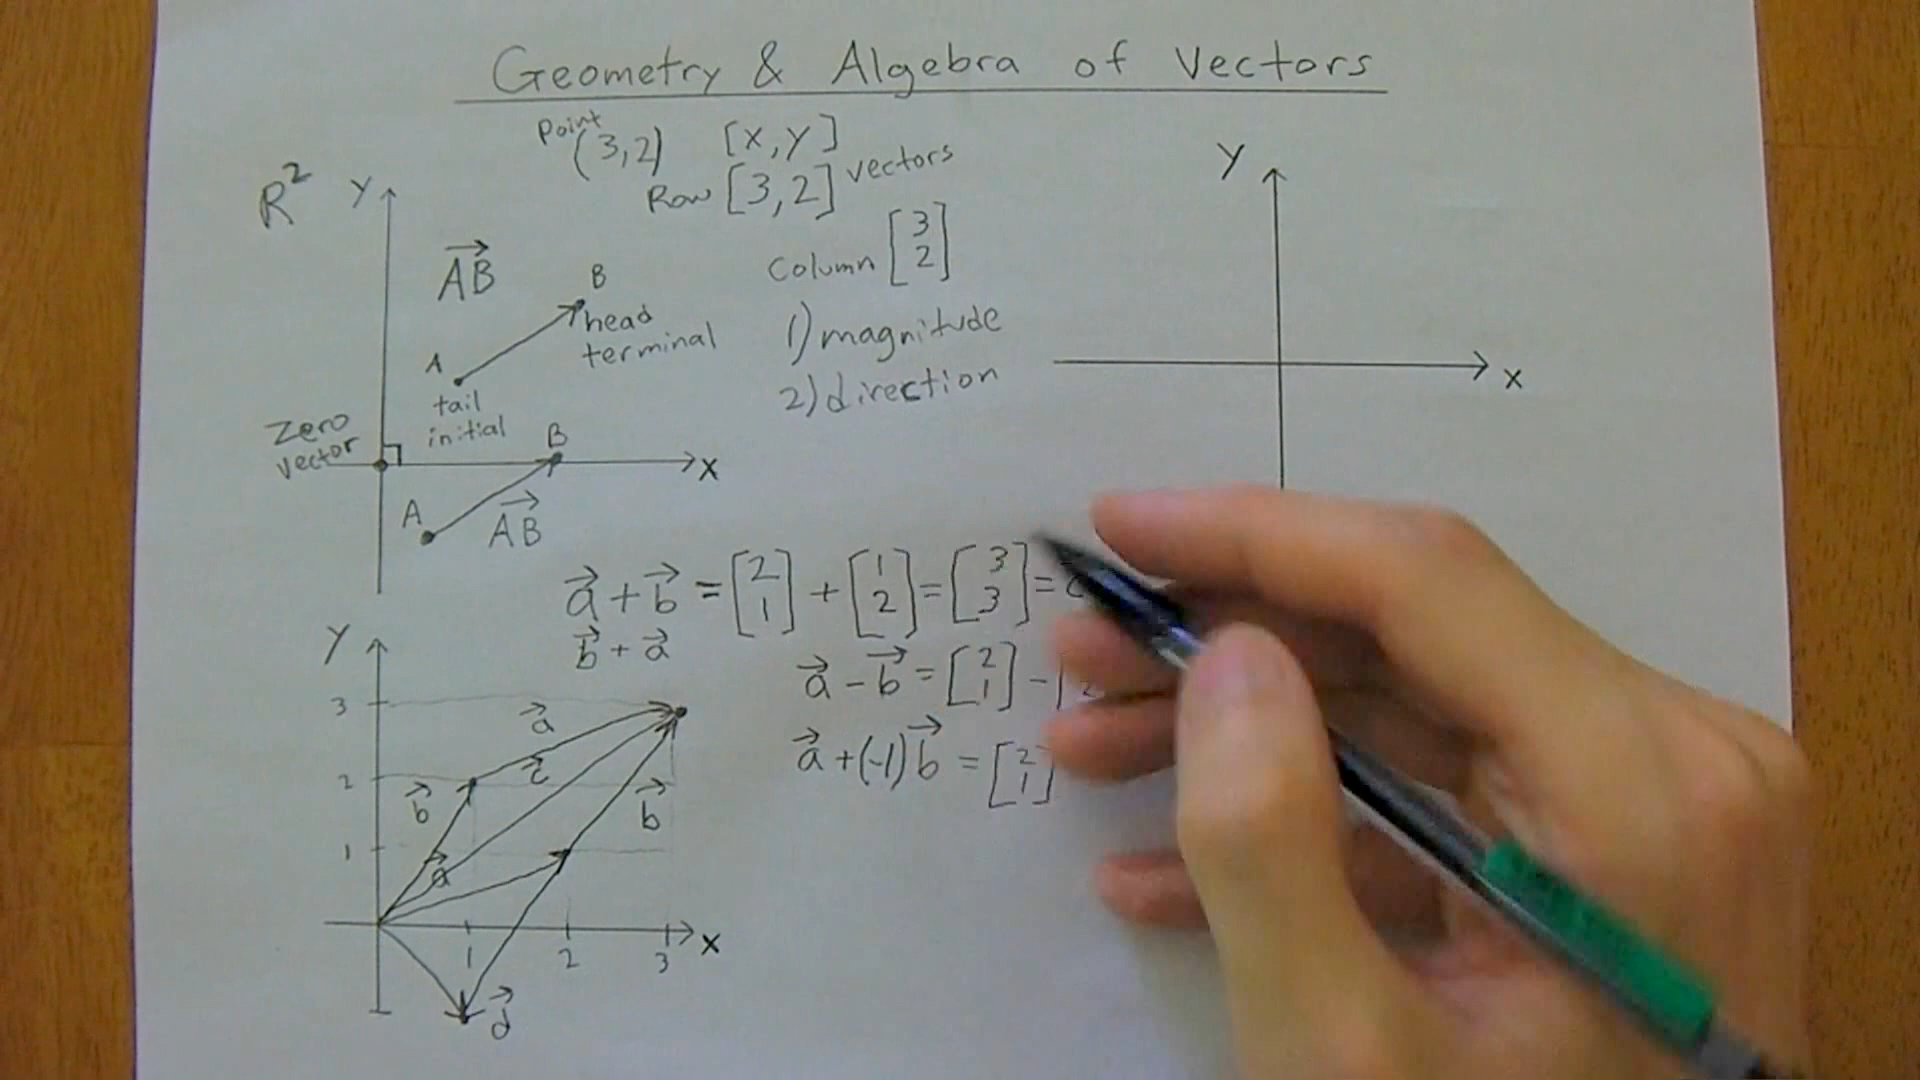 Geometry & Algebra of Vectors
Point
(3,2) [x,y]
Row [3,2] vectors
Column [3 2]
1) magnitude
2) direction
R² y
AB
B
head
terminal
A
tail
initial
zero
vector
B
x
A
AB
y
x
a + b = [2 1] + [1 2] = [3 3] =
b + a
a - b = [2 1] -
a + (-1)b = [2 1]
y
3
2
1
a
c
b
b
a
1 2 3 x
d